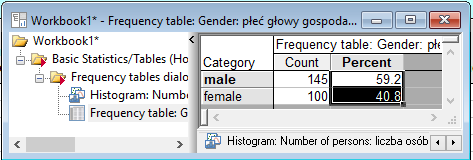 Workbook1* - Frequency table: Gender: płeć głowy gospoda...
Workbook1*
Basic Statistics/Tables (Ho
Frequency tables dialo
Histogram: Numbe
Frequency table: G
Frequency table: Gender: płe
Category Count Percent
male 145 59.2
female 100 40.8
Histogram: Number of persons: liczba osób